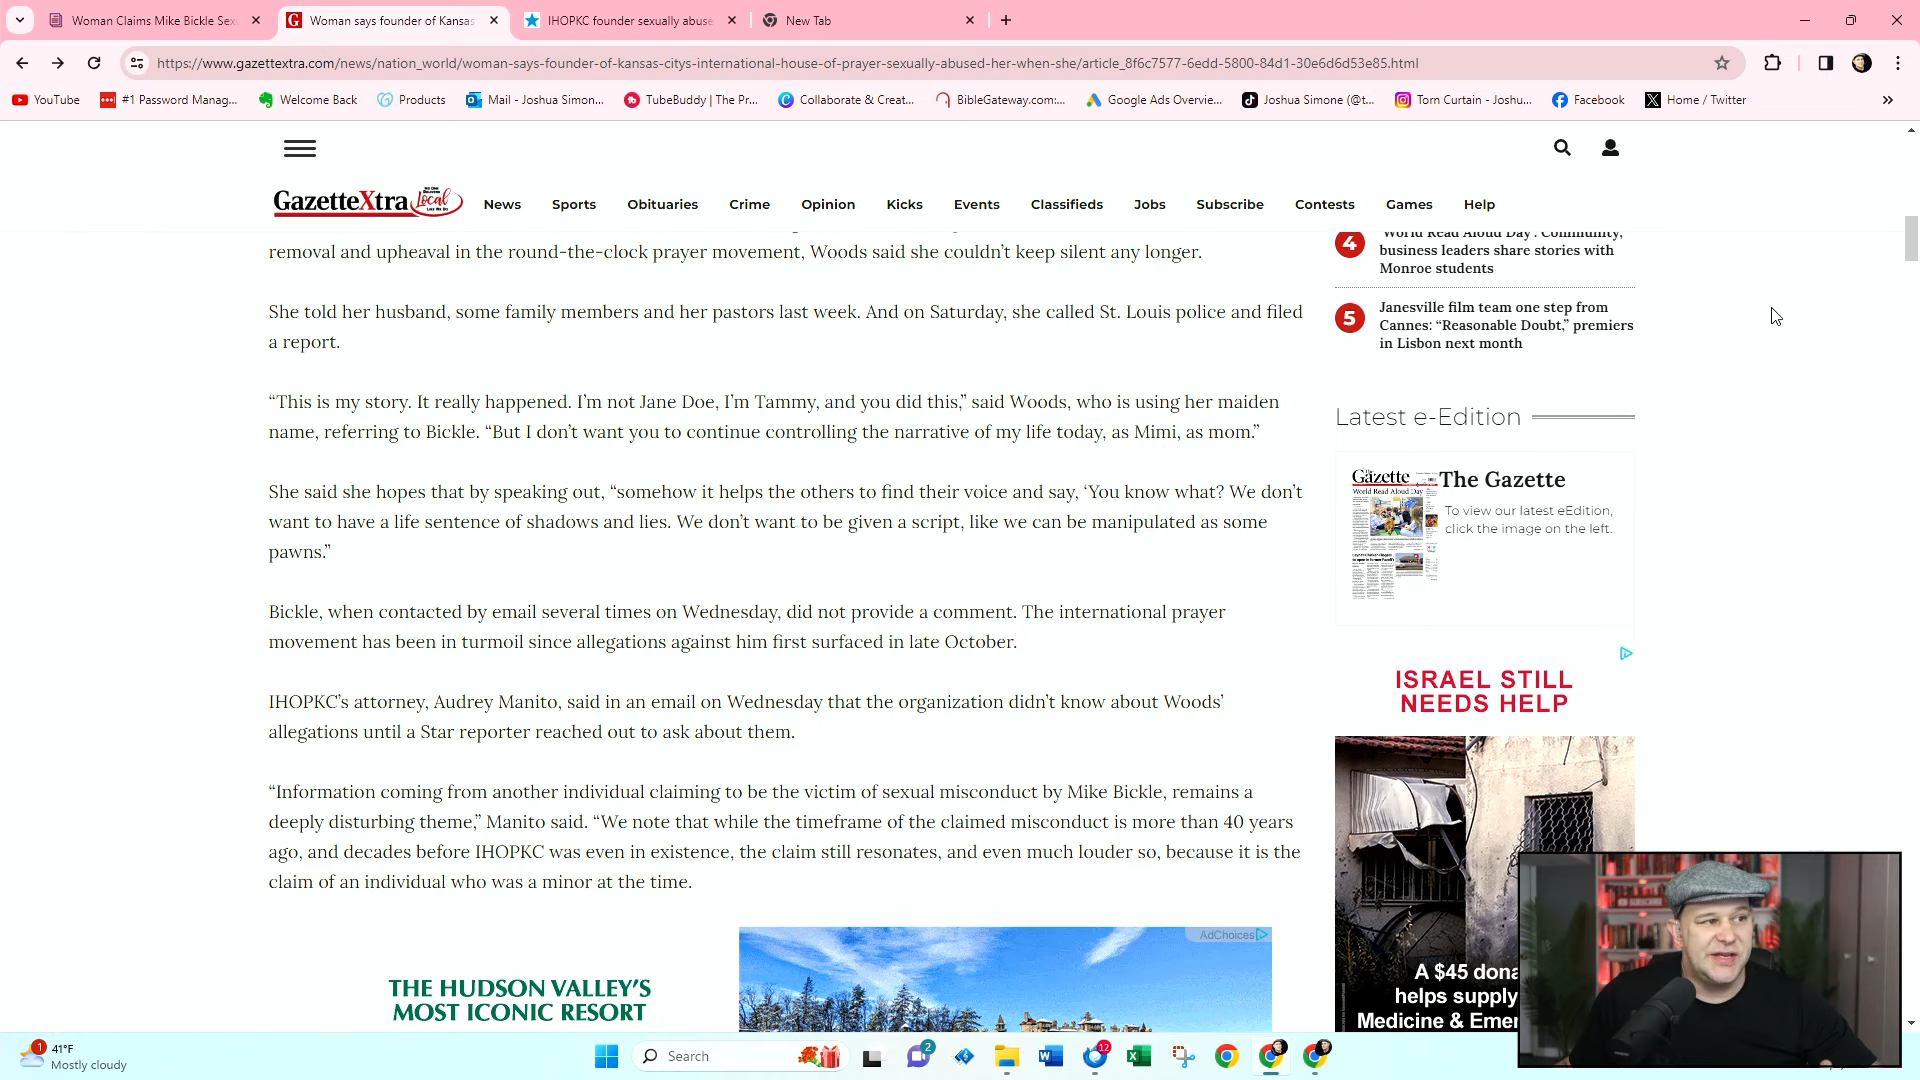 Woman Claims Mike Bickle Sex
Woman says founder of Kansas
IHOPKC founder sexually abuse
New Tab
https://www.gazettextra.com/news/nation_world/woman-says-founder-of-kansas-citys-international-house-of-prayer-sexually-abused-her-when-she/article_8f6c7577-6edd-5800-84d1-30e6d6d53e85.html
YouTube
#1 Password Manag...
Welcome Back
Products
Mail - Joshua Simon...
TubeBuddy | The Pr...
Collaborate & Creat...
BibleGateway.com:...
Google Ads Overvie...
Joshua Simone (@t...
Torn Curtain - Joshu...
Facebook
Home / Twitter
GazetteXtra Local
News
Sports
Obituaries
Crime
Opinion
Kicks
Events
Classifieds
Jobs
Subscribe
Contests
Games
Help
removal and upheaval in the round-the-clock prayer movement, Woods said she couldn’t keep silent any longer.
She told her husband, some family members and her pastors last week. And on Saturday, she called St. Louis police and filed
a report.
“This is my story. It really happened. I’m not Jane Doe, I’m Tammy, and you did this,” said Woods, who is using her maiden
name, referring to Bickle. “But I don’t want you to continue controlling the narrative of my life today, as Mimi, as mom.”
She said she hopes that by speaking out, “somehow it helps the others to find their voice and say, ‘You know what? We don’t
want to have a life sentence of shadows and lies. We don’t want to be given a script, like we can be manipulated as some
pawns.”
Bickle, when contacted by email several times on Wednesday, did not provide a comment. The international prayer
movement has been in turmoil since allegations against him first surfaced in late October.
IHOPKC’s attorney, Audrey Manito, said in an email on Wednesday that the organization didn’t know about Woods’
allegations until a Star reporter reached out to ask about them.
“Information coming from another individual claiming to be the victim of sexual misconduct by Mike Bickle, remains a
deeply disturbing theme,” Manito said. “We note that while the timeframe of the claimed misconduct is more than 40 years
ago, and decades before IHOPKC was even in existence, the claim still resonates, and even much louder so, because it is the
claim of an individual who was a minor at the time.
4
'World Read Aloud Day': Community,
business leaders share stories with
Monroe students
5
Janesville film team one step from
Cannes: “Reasonable Doubt,” premiers
in Lisbon next month
Latest e-Edition
Gazette
World Read Aloud Day
The Gazette
To view our latest eEdition,
click the image on the left.
ISRAEL STILL
NEEDS HELP
A $45 dona
helps supply
Medicine & Emer
AdChoices
THE HUDSON VALLEY’S
MOST ICONIC RESORT
1
41°F
Mostly cloudy
Search
2
12